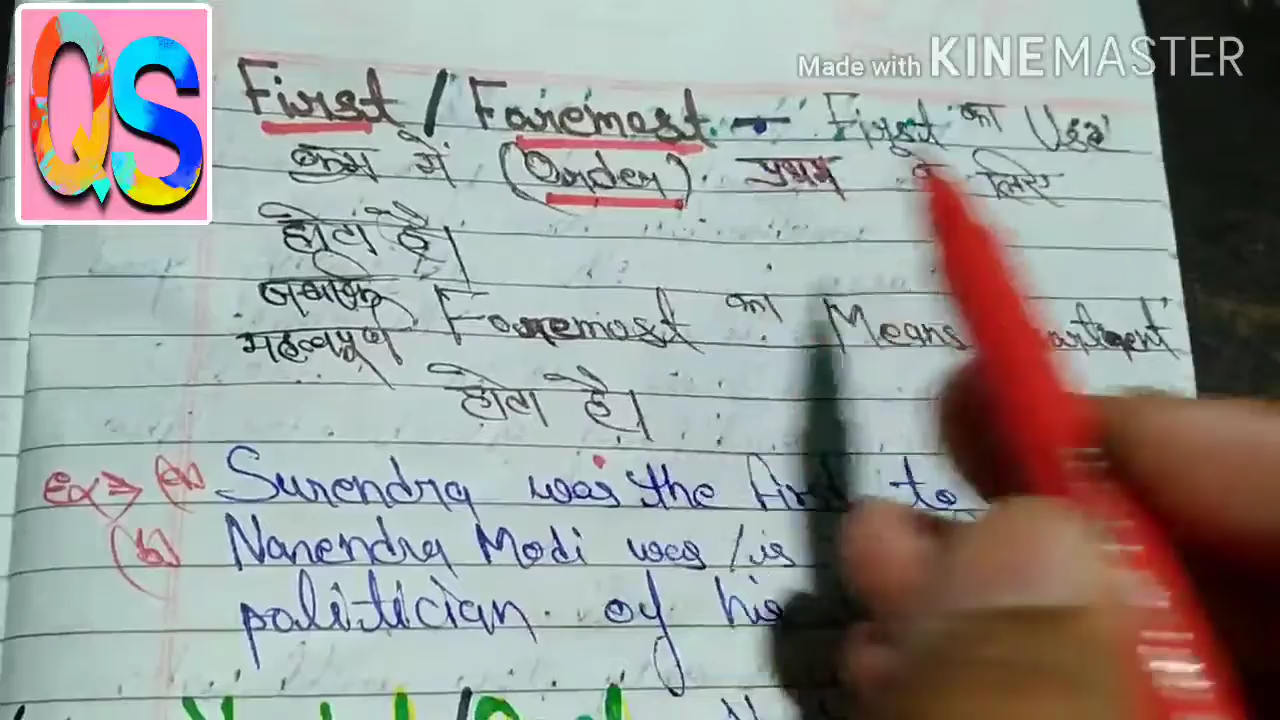 QS
Made with KINEMASTER
First / Foremost - First का Use
क्रम में (Order) प्रथम के लिए
होता है।
जबकि Foremost का Means
महत्वपूर्ण
होता है।
Ex⇒ (a) Surendra was the first to
(b) Narendra Modi was / is
politician of his